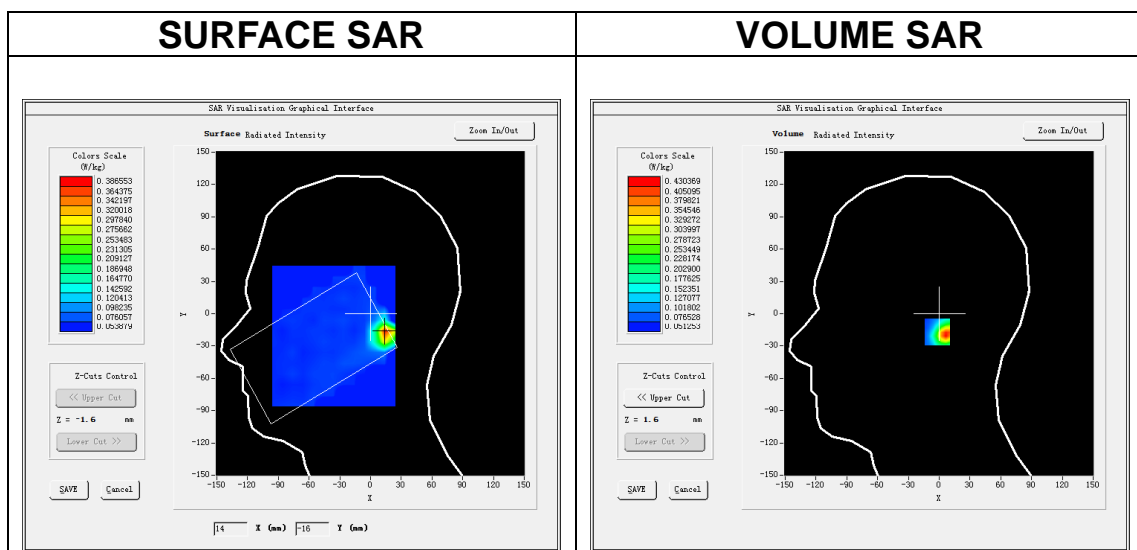 SURFACE SAR
VOLUME SAR
SAR Visualisation Graphical Interface
Surface Radiated Intensity
Zoom In/Out
Colors Scale
(W/kg)
0.386553
0.364375
0.342197
0.320018
0.297840
0.275662
0.253483
0.231305
0.209127
0.186948
0.164770
0.142592
0.120413
0.098235
0.076057
0.053879
Z-Cuts Control
<< Upper Cut
Z = -1.6 mm
Lower Cut >>
SAVE
Cancel
150
120
90
60
30
0
-30
-60
-90
-120
-150
Y
-150 -120 -90 -60 -30 0 30 60 90 120 150
X
14 X (mm) -16 Y (mm)
SAR Visualisation Graphical Interface
Volume Radiated Intensity
Zoom In/Out
Colors Scale
(W/kg)
0.430369
0.405095
0.379821
0.354546
0.329272
0.303997
0.278723
0.253449
0.228174
0.202900
0.177625
0.152351
0.127077
0.101802
0.076528
0.051253
Z-Cuts Control
<< Upper Cut
Z = 1.6 mm
Lower Cut >>
SAVE
Cancel
150
120
90
60
30
0
-30
-60
-90
-120
-150
Y
-150 -120 -90 -60 -30 0 30 60 90 120 150
X